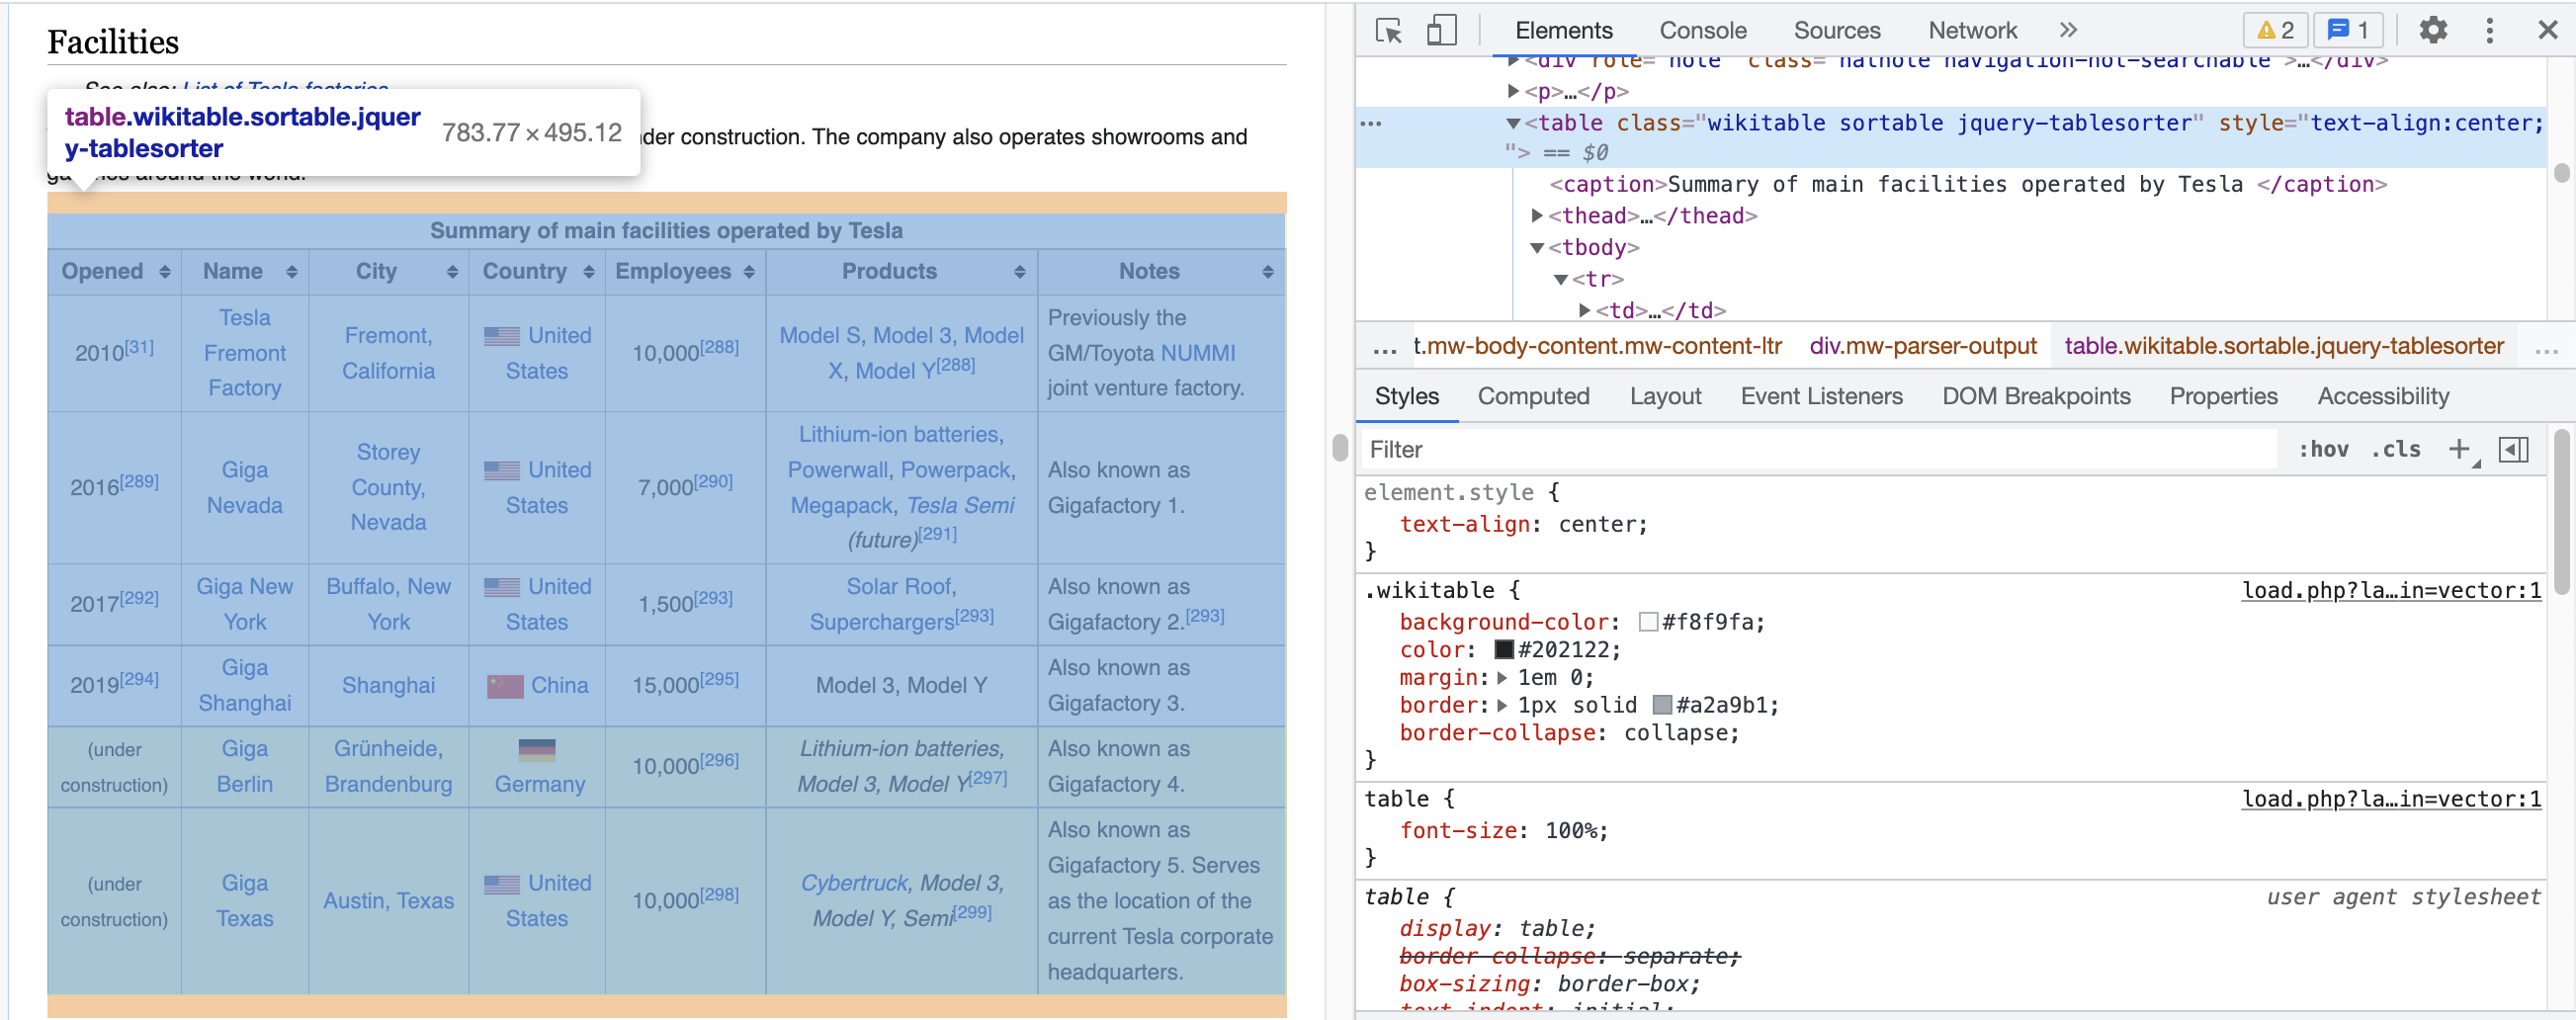 Facilities
See also: List of Tesla factories
table.wikitable.sortable.jquer
y-tablesorter
783.77 × 495.12
nder construction. The company also operates showrooms and
around the world.
Summary of main facilities operated by Tesla
Opened Name City Country Employees Products Notes
2010[31]
Tesla
Fremont
Factory
Fremont,
California
United
States
10,000[288]
Model S, Model 3, Model
X, Model Y[288]
Previously the
GM/Toyota NUMMI
joint venture factory.
2016[289]
Giga
Nevada
Storey
County,
Nevada
United
States
7,000[290]
Lithium-ion batteries,
Powerwall, Powerpack,
Megapack, Tesla Semi
(future)[291]
Also known as
Gigafactory 1.
2017[292]
Giga New
York
Buffalo, New
York
United
States
1,500[293]
Solar Roof,
Superchargers[293]
Also known as
Gigafactory 2.[293]
2019[294]
Giga
Shanghai
Shanghai
China
15,000[295]
Model 3, Model Y
Also known as
Gigafactory 3.
(under
construction)
Giga
Berlin
Grünheide,
Brandenburg
Germany
10,000[296]
Lithium-ion batteries,
Model 3, Model Y[297]
Also known as
Gigafactory 4.
(under
construction)
Giga
Texas
Austin, Texas
United
States
10,000[298]
Cybertruck, Model 3,
Model Y, Semi[299]
Also known as
Gigafactory 5. Serves
as the location of the
current Tesla corporate
headquarters.
Elements Console Sources Network » 2 1
<div role="note" class="hatnote navigation-not-searchable">…</div>
<p>…</p>
<table class="wikitable sortable jquery-tablesorter" style="text-align:center;
"> == $0
<caption>Summary of main facilities operated by Tesla </caption>
<thead>…</thead>
<tbody>
<tr>
<td>…</td>
... t.mw-body-content.mw-content-ltr div.mw-parser-output table.wikitable.sortable.jquery-tablesorter ...
Styles Computed Layout Event Listeners DOM Breakpoints Properties Accessibility
Filter :hov .cls +
element.style {
text-align: center;
}
.wikitable { load.php?la…in=vector:1
background-color: #f8f9fa;
color: #202122;
margin: 1em 0;
border: 1px solid #a2a9b1;
border-collapse: collapse;
}
table { load.php?la…in=vector:1
font-size: 100%;
}
table { user agent stylesheet
display: table;
border-collapse: separate;
box-sizing: border-box;
text-indent: initial;